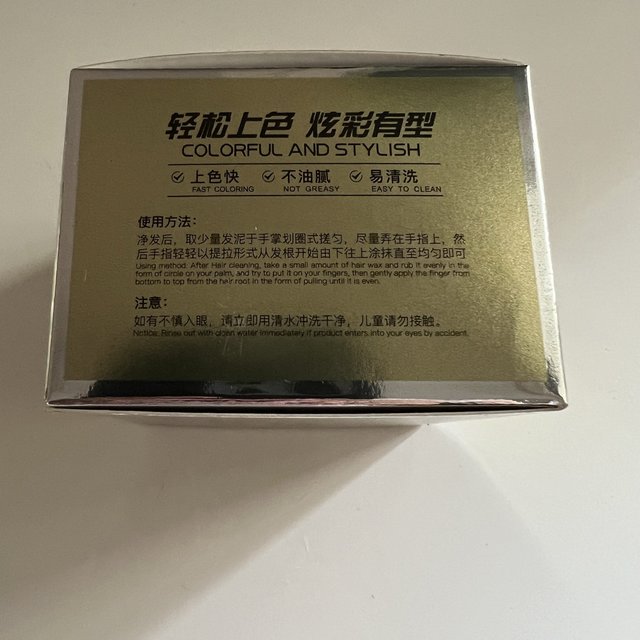 轻松上色 炫彩有型
COLORFUL AND STYLISH
上色快 不油腻 易清洗
FAST COLORING NOT GREASY EASY TO CLEAN
使用方法：
净发后，取少量发泥于手掌划圈式搓匀，尽量弄在手指上，然
后手指轻轻以提拉形式从发根开始由下往上涂抹直至均匀即可
Using method: After Hair cleaning, take a small amount of hair wax and rub it evenly in the
form of circle on your palm, and try to put it on your fingers, then gently apply the finger from
bottom to top from the hair root in the form of pulling until it is even.
注意：
如有不慎入眼，请立即用清水冲洗干净，儿童请勿接触。
Notice: Rinse out with clean water immediately if product enters into your eyes by accident.